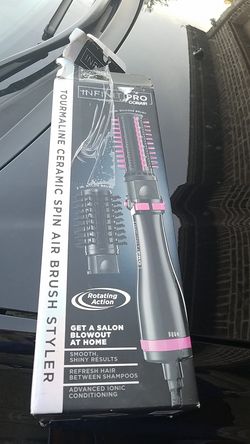 INFINITIPRO
CONAIR
TOURMALINE CERAMIC SPIN AIR BRUSH STYLER
Rotating
Action
GET A SALON
BLOWOUT
AT HOME
SMOOTH,
SHINY RESULTS
REFRESH HAIR
BETWEEN SHAMPOOS
ADVANCED IONIC
CONDITIONING